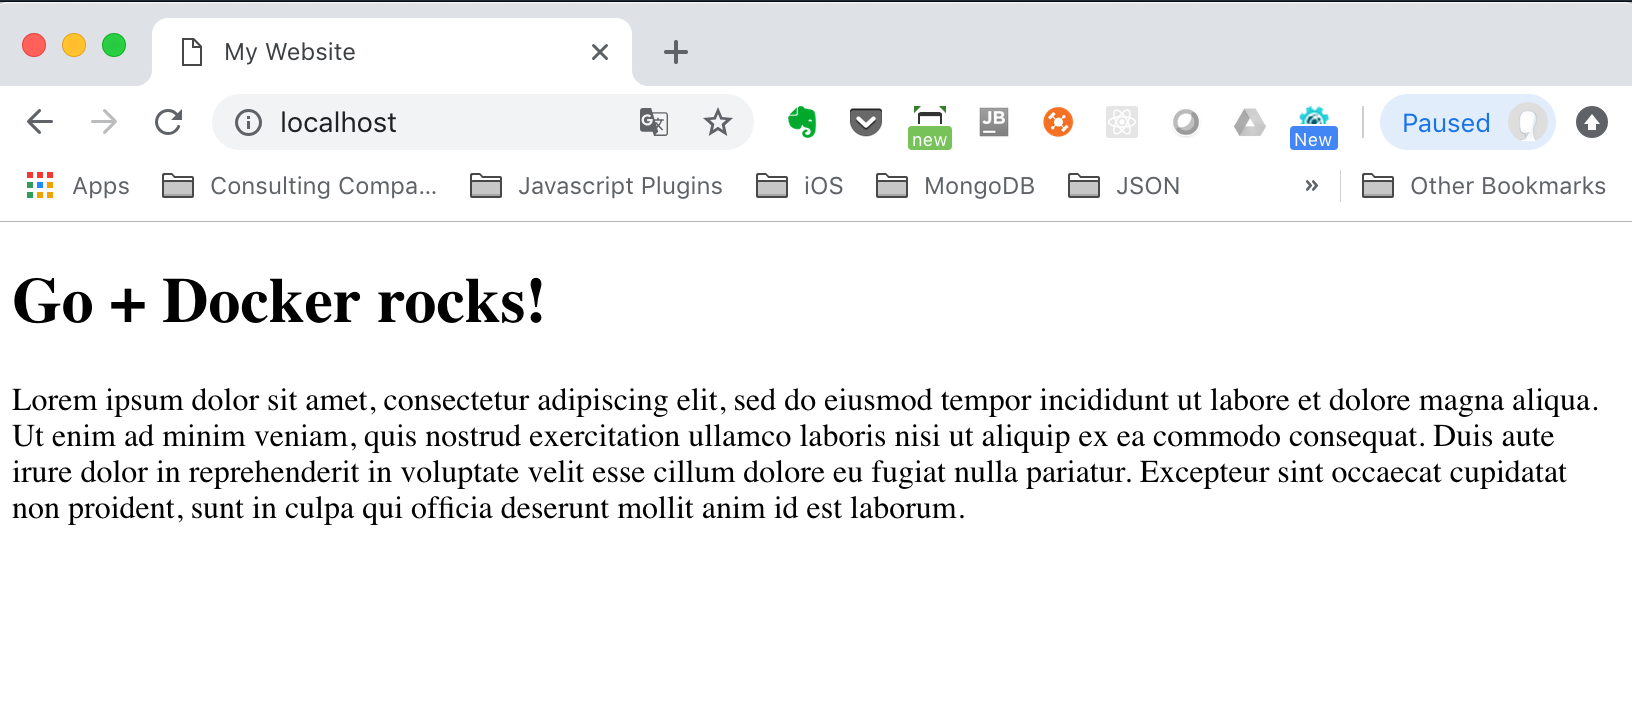 My Website
localhost
JB
new
New
Paused
Apps
Consulting Compa...
Javascript Plugins
iOS
MongoDB
JSON
»
Other Bookmarks
Go + Docker rocks!
Lorem ipsum dolor sit amet, consectetur adipiscing elit, sed do eiusmod tempor incididunt ut labore et dolore magna aliqua.
Ut enim ad minim veniam, quis nostrud exercitation ullamco laboris nisi ut aliquip ex ea commodo consequat. Duis aute
irure dolor in reprehenderit in voluptate velit esse cillum dolore eu fugiat nulla pariatur. Excepteur sint occaecat cupidatat
non proident, sunt in culpa qui officia deserunt mollit anim id est laborum.